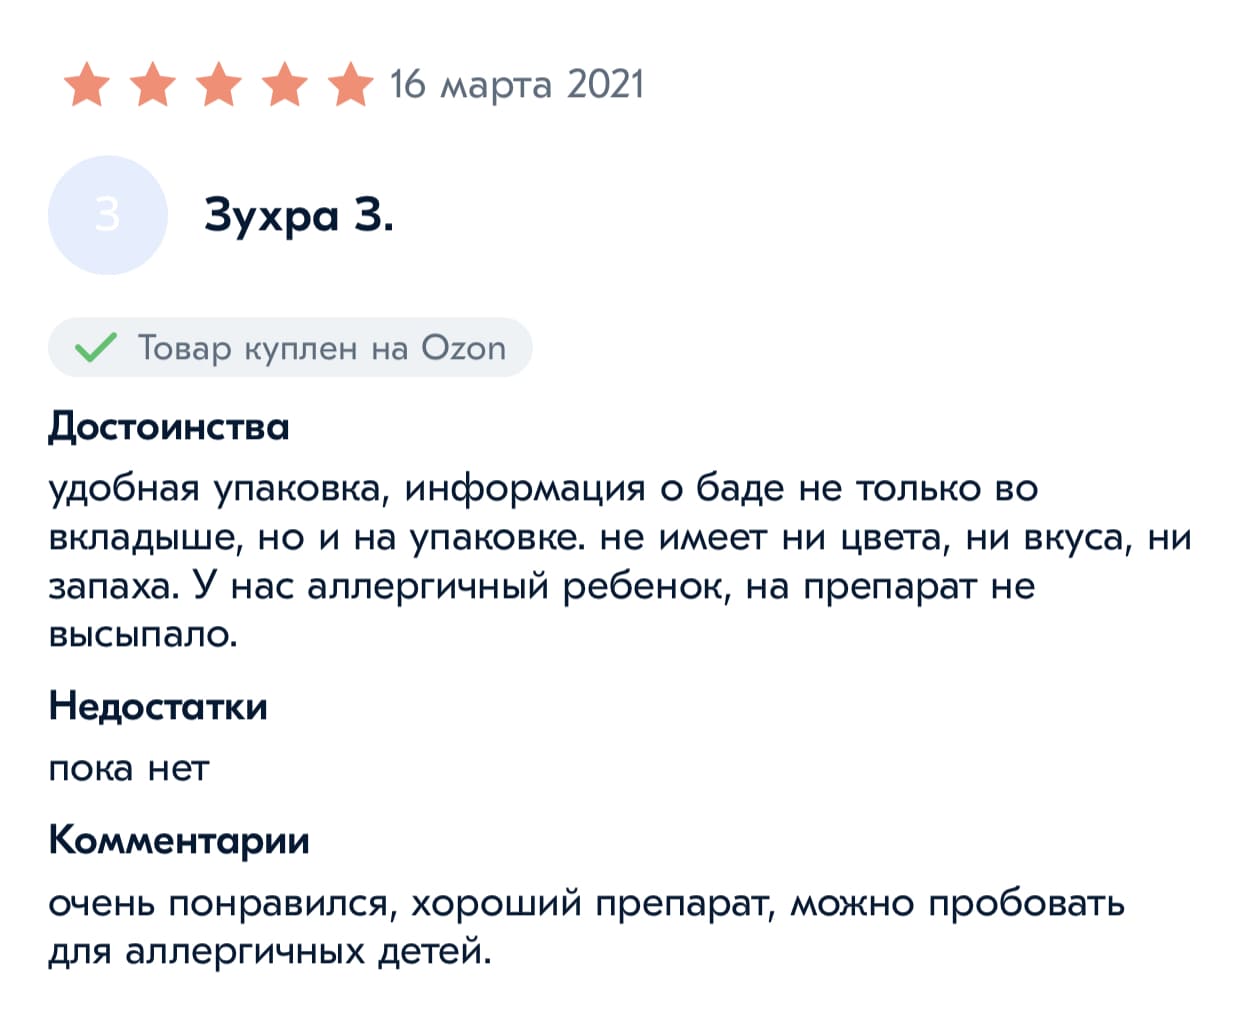 16 марта 2021
З
Зухра З.
Товар куплен на Ozon
Достоинства
удобная упаковка, информация о баде не только во
вкладыше, но и на упаковке. не имеет ни цвета, ни вкуса, ни
запаха. У нас аллергичный ребенок, на препарат не
высыпало.
Недостатки
пока нет
Комментарии
очень понравился, хороший препарат, можно пробовать
для аллергичных детей.